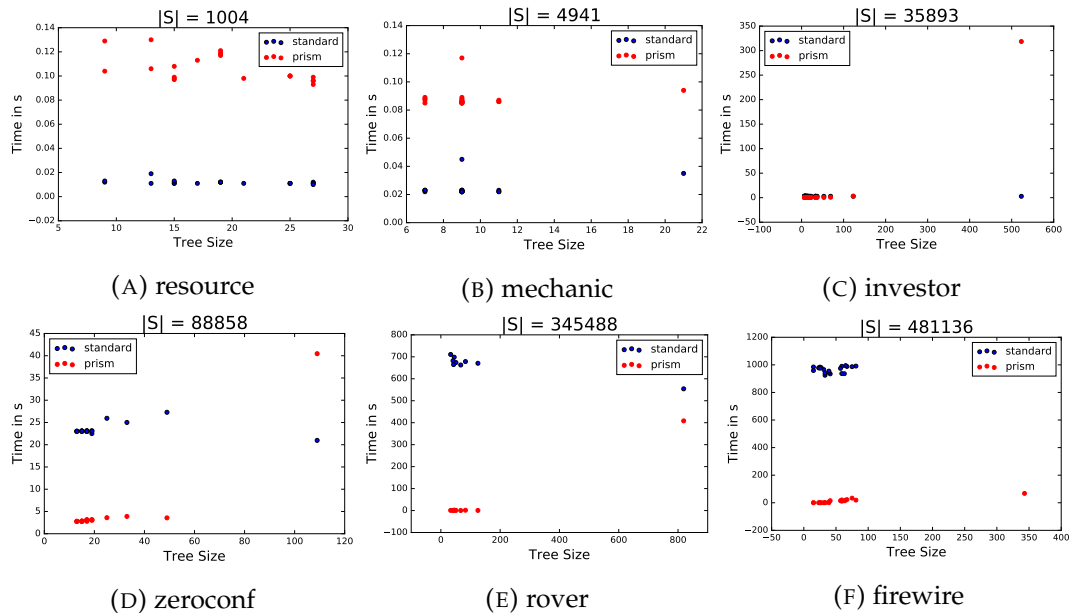 |S| = 1004
0.14
0.12
0.10
0.08
0.06
0.04
0.02
0.00
−0.02
Time in s
standard
prism
5 10 15 20 25 30
Tree Size
(A) resource
|S| = 4941
0.14
0.12
0.10
0.08
0.06
0.04
0.02
0.00
Time in s
standard
prism
6 8 10 12 14 16 18 20 22
Tree Size
(B) mechanic
|S| = 35893
350
300
250
200
150
100
50
0
−50
Time in s
standard
prism
−100 0 100 200 300 400 500 600
Tree Size
(C) investor
|S| = 88858
45
40
35
30
25
20
15
10
5
0
Time in s
standard
prism
0 20 40 60 80 100 120
Tree Size
(D) zeroconf
|S| = 345488
800
700
600
500
400
300
200
100
0
−100
Time in s
standard
prism
0 200 400 600 800
Tree Size
(E) rover
|S| = 481136
1200
1000
800
600
400
200
0
−200
Time in s
standard
prism
−50 0 50 100 150 200 250 300 350 400
Tree Size
(F) firewire